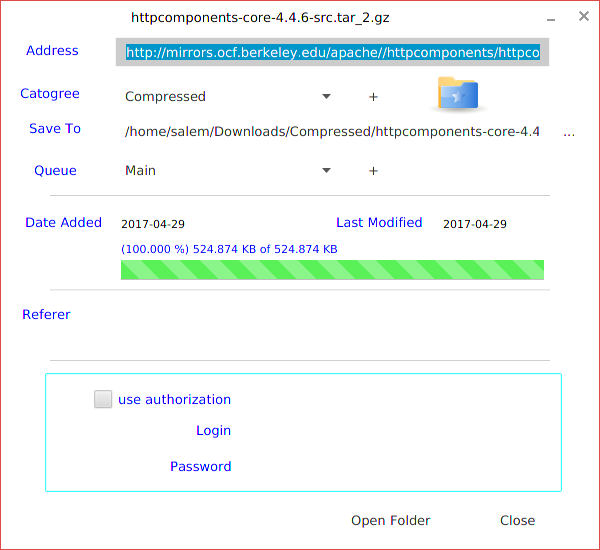 httpcomponents-core-4.4.6-src.tar_2.gz
Address http://mirrors.ocf.berkeley.edu/apache//httpcomponents/httpco
Catogree Compressed +
Save To /home/salem/Downloads/Compressed/httpcomponents-core-4.4 ...
Queue Main +
Date Added 2017-04-29 Last Modified 2017-04-29
(100.000 %) 524.874 KB of 524.874 KB
Referer
use authorization
Login
Password
Open Folder Close